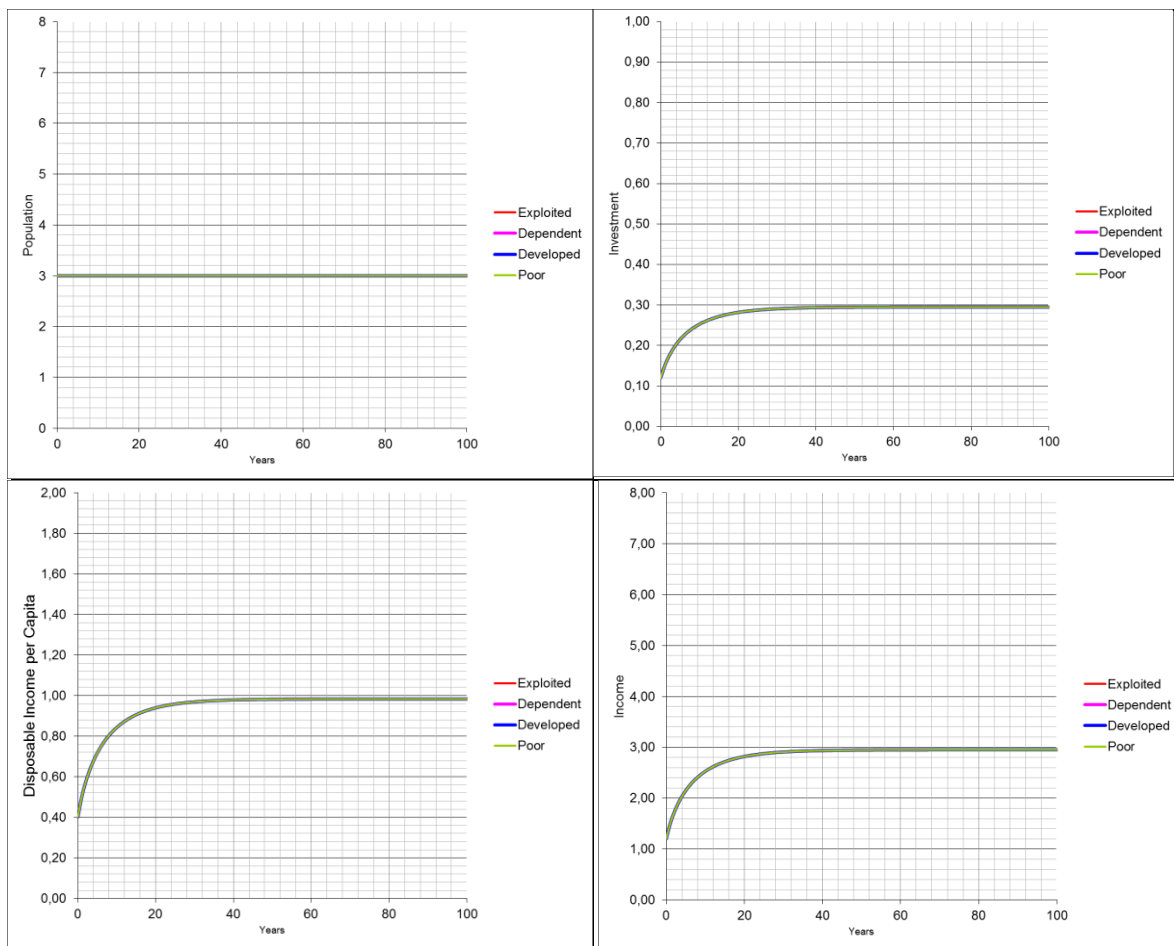 Population
8
7
6
5
4
3
2
1
0
0 20 40 60 80 100
Years
Exploited
Dependent
Developed
Poor
Investment
1,00
0,90
0,80
0,70
0,60
0,50
0,40
0,30
0,20
0,10
0,00
0 20 40 60 80 100
Years
Exploited
Dependent
Developed
Poor
Disposable Income per Capita
2,00
1,80
1,60
1,40
1,20
1,00
0,80
0,60
0,40
0,20
0,00
0 20 40 60 80 100
Years
Exploited
Dependent
Developed
Poor
Income
8,00
7,00
6,00
5,00
4,00
3,00
2,00
1,00
0,00
0 20 40 60 80 100
Years
Exploited
Dependent
Developed
Poor